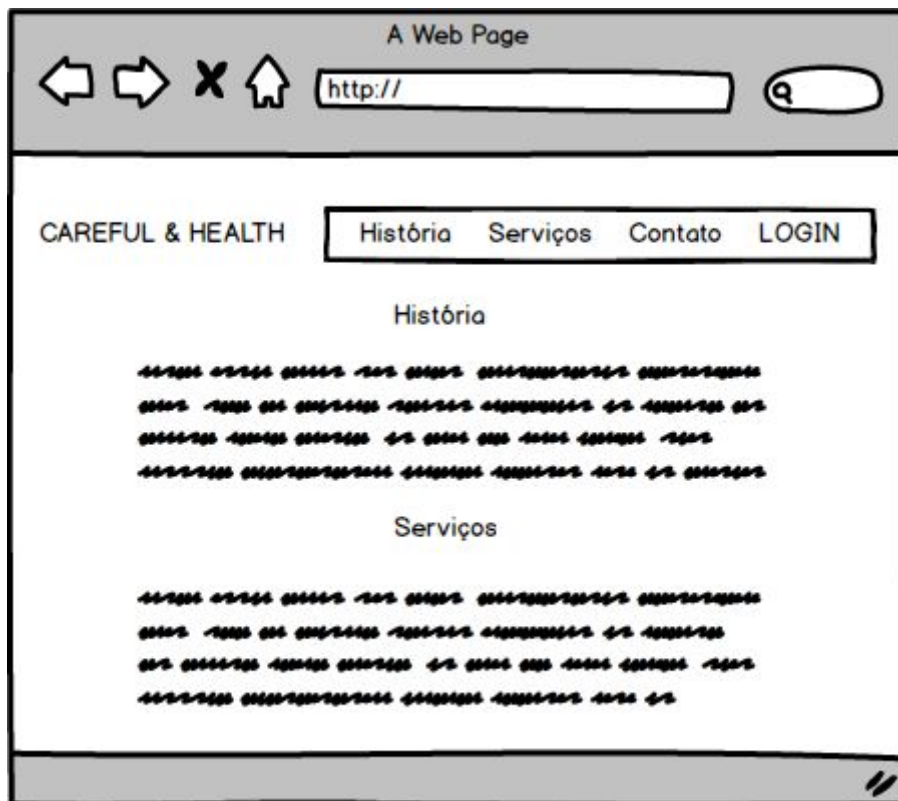 A Web Page
http://
CAREFUL & HEALTH
História Serviços Contato LOGIN
História
Serviços